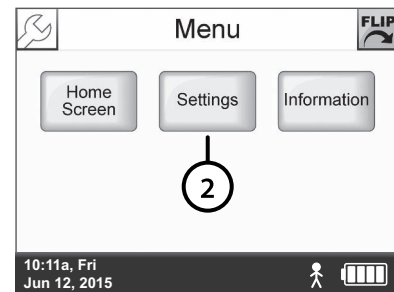 Menu
FLIP
Home
Screen
Settings
Information
2
10:11a, Fri
Jun 12, 2015